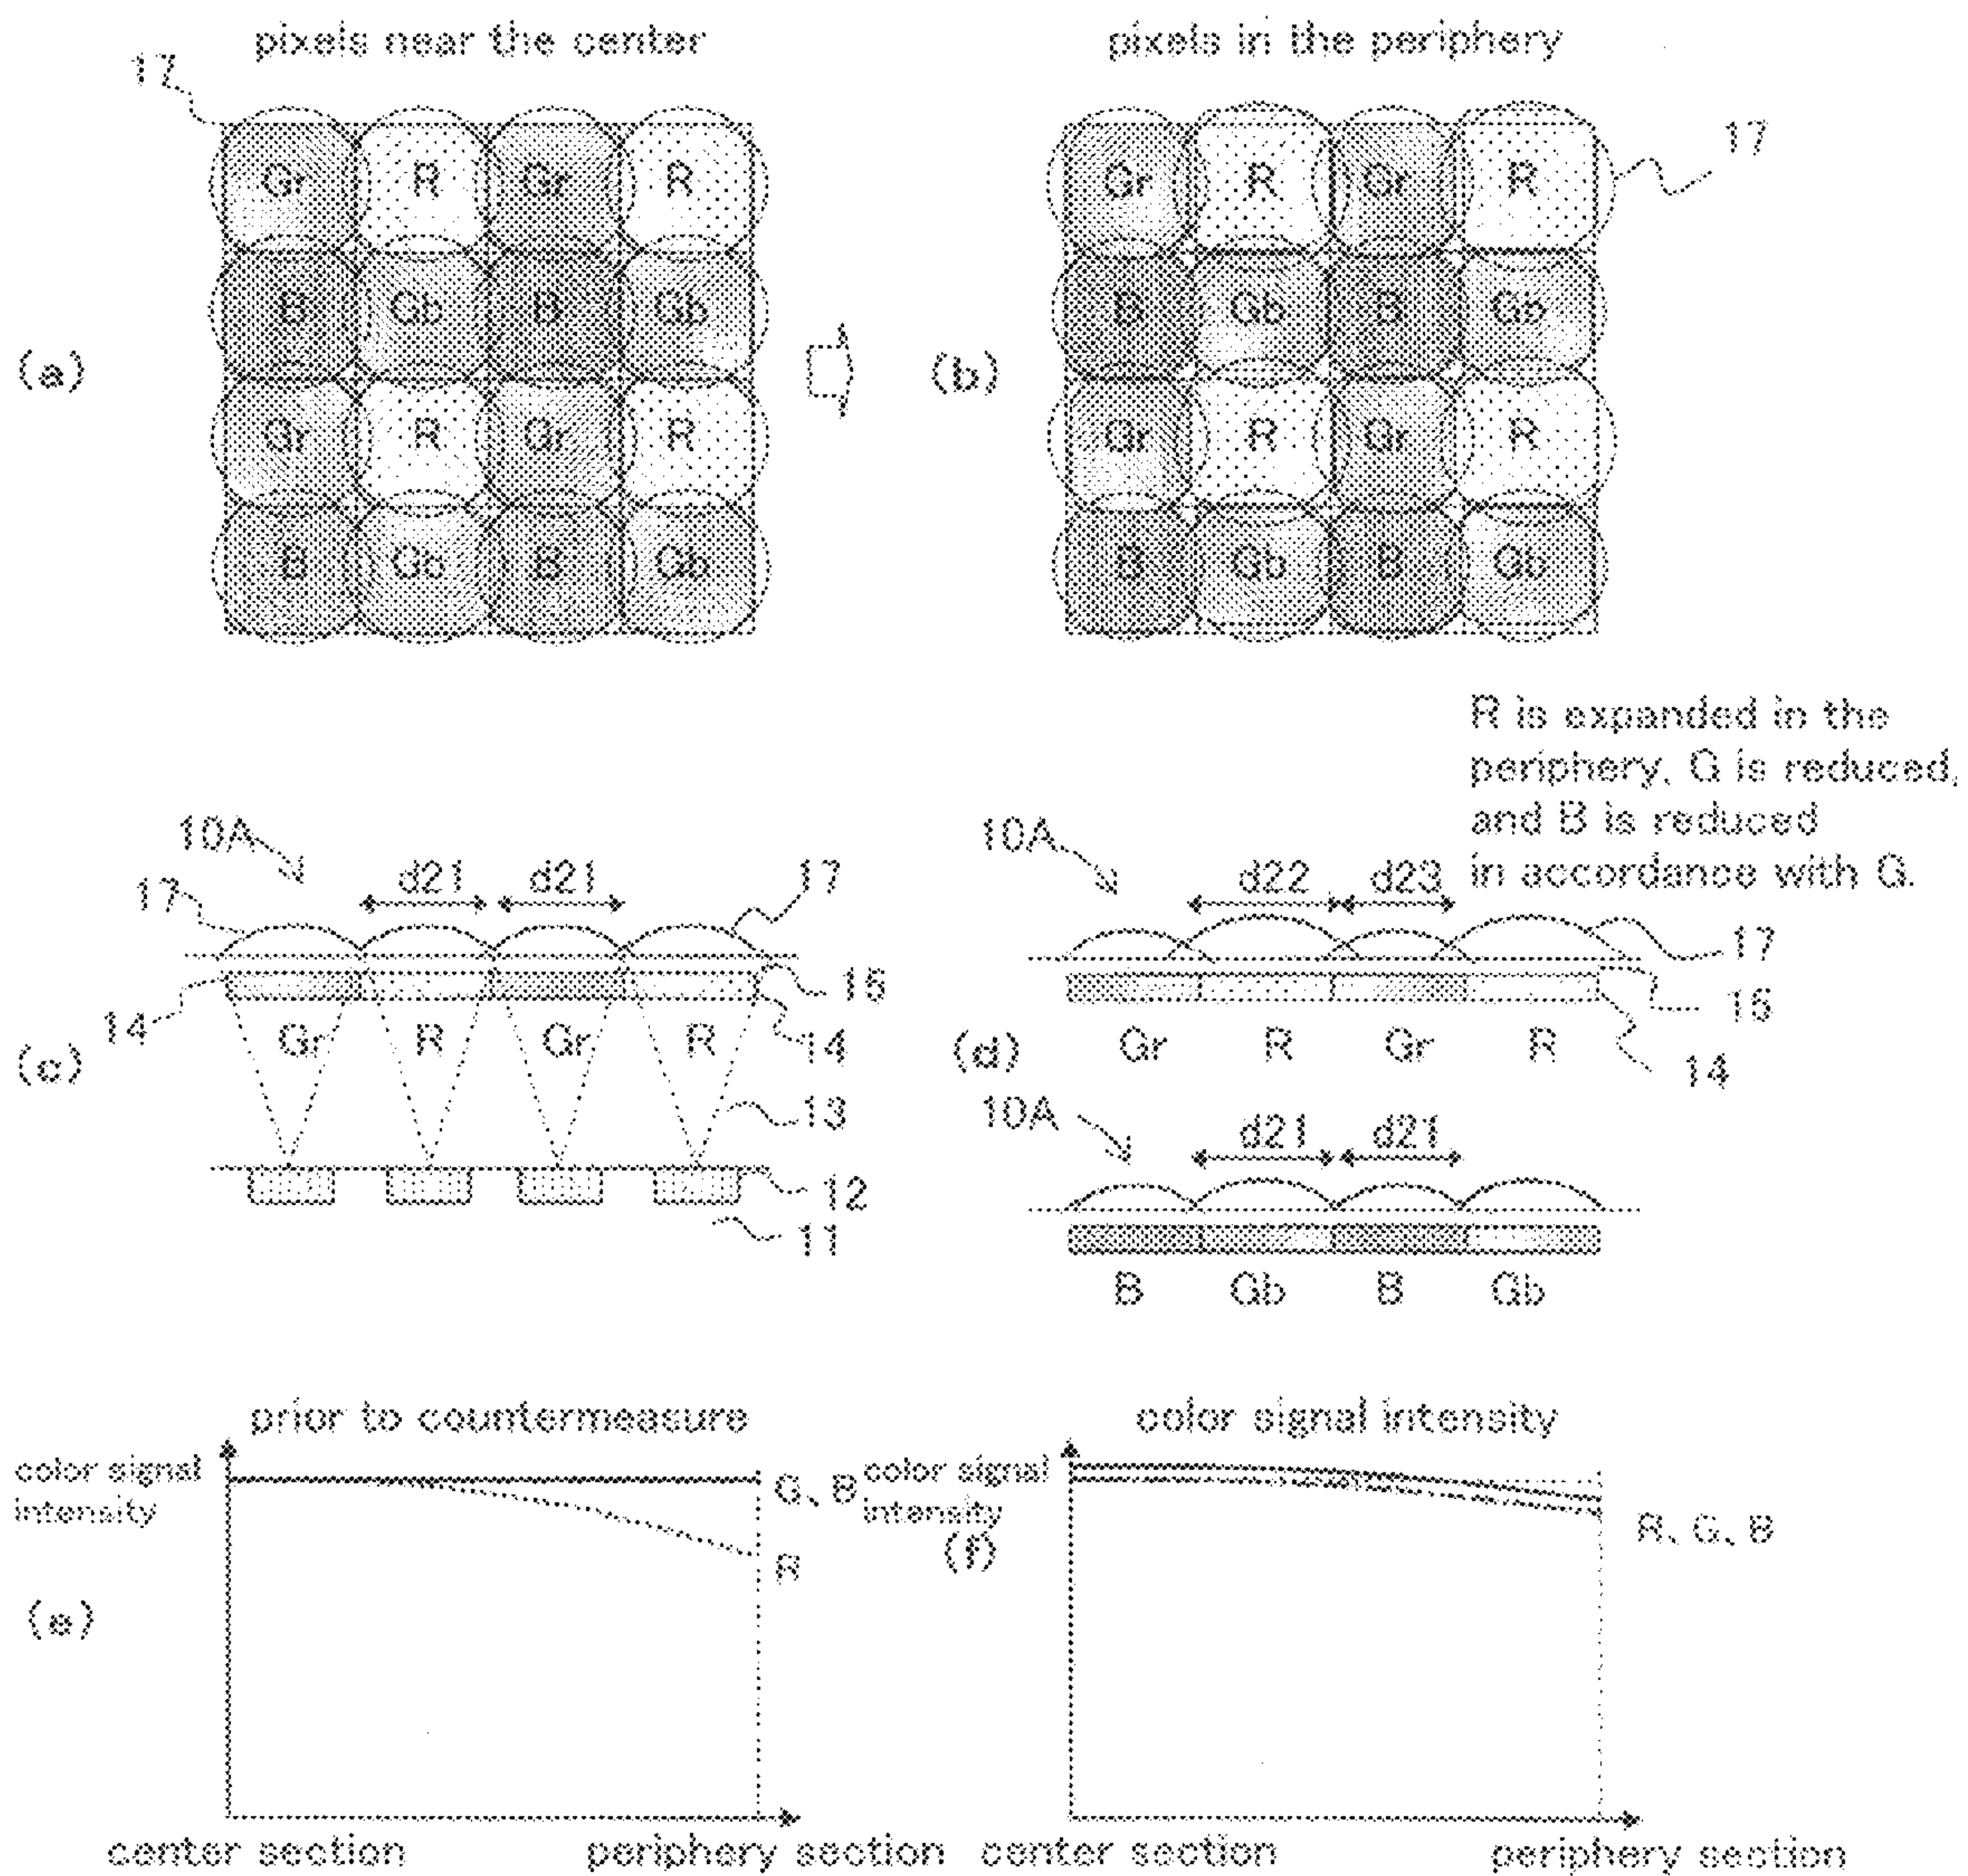 pixels near the center
pixels in the periphery
17
17
Gr R Gr R
Gr R Gr R
B Gb B Gb
B Gb B Gb
(a)
(b)
Gr R Gr R
Gr R Gr R
B Gb B Gb
B Gb B Gb
R is expanded in the
periphery, G is reduced,
and B is reduced
in accordance with G.
10A
17
d21
d21
17
10A
d22
d23
17
16
16
14
14
14
(c)
Gr R Gr R
(d)
Gr R Gr R
13
12
11
10A
d21
d21
B Gb B Gb
prior to countermeasure
color signal intensity
color signal
intensity
G、B
R
(e)
color signal
intensity
(f)
R、G、B
center section
periphery section
center section
periphery section